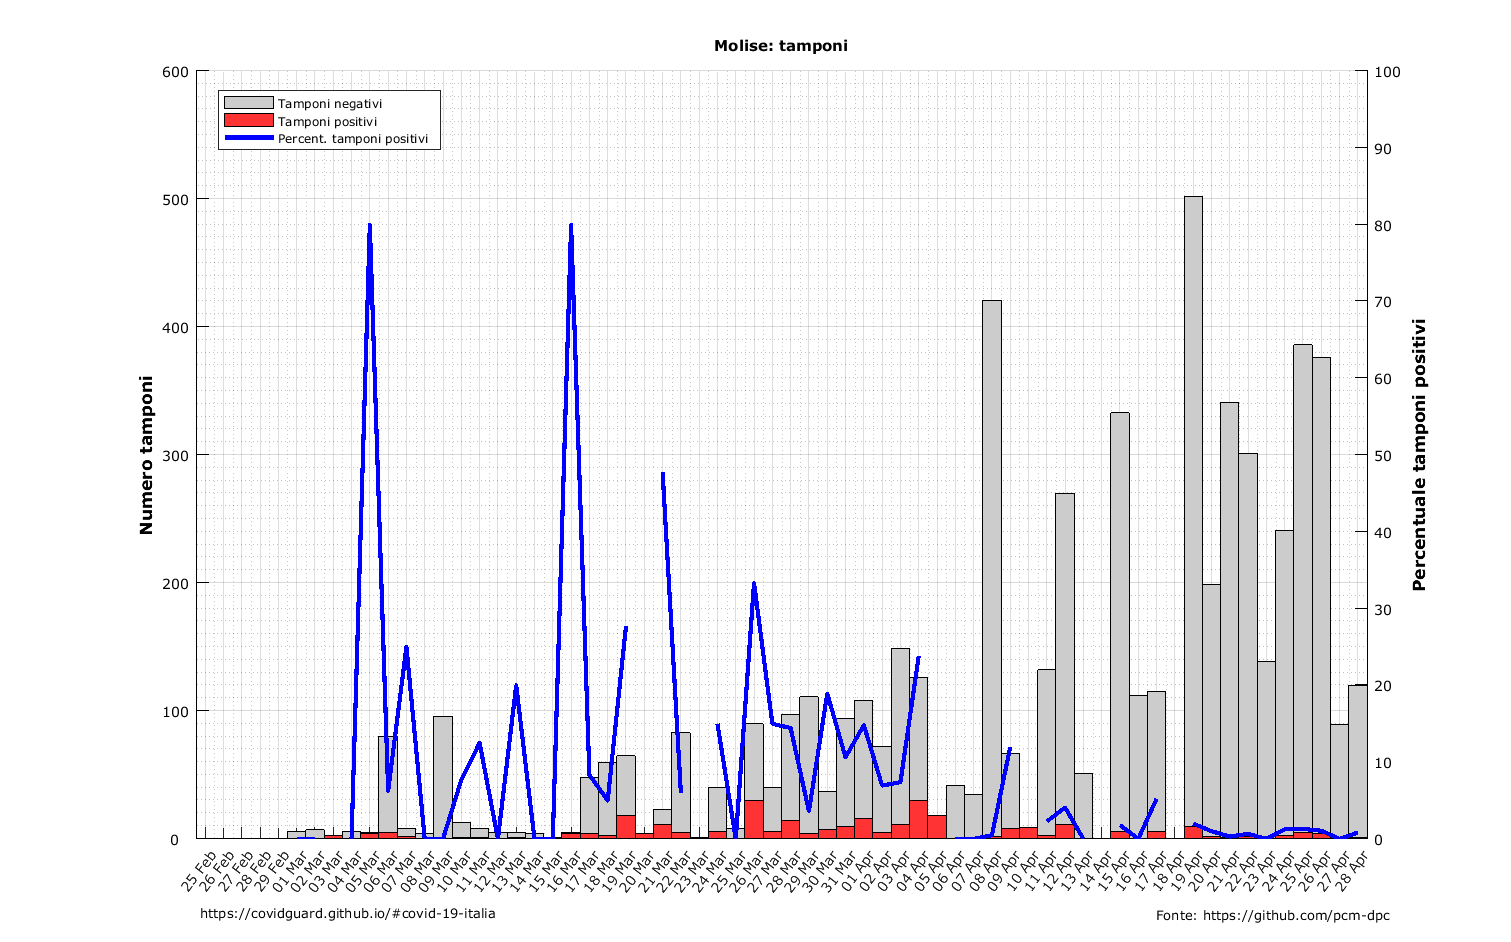 Molise: tamponi
Tamponi negativi
Tamponi positivi
Percent. tamponi positivi
Numero tamponi
600
500
400
300
200
100
0
Percentuale tamponi positivi
100
90
80
70
60
50
40
30
20
10
0
25 Feb
26 Feb
27 Feb
28 Feb
29 Feb
01 Mar
02 Mar
03 Mar
04 Mar
05 Mar
06 Mar
07 Mar
08 Mar
09 Mar
10 Mar
11 Mar
12 Mar
13 Mar
14 Mar
15 Mar
16 Mar
17 Mar
18 Mar
19 Mar
20 Mar
21 Mar
22 Mar
23 Mar
24 Mar
25 Mar
26 Mar
27 Mar
28 Mar
29 Mar
30 Mar
31 Mar
01 Apr
02 Apr
03 Apr
04 Apr
05 Apr
06 Apr
07 Apr
08 Apr
09 Apr
10 Apr
11 Apr
12 Apr
13 Apr
14 Apr
15 Apr
16 Apr
17 Apr
18 Apr
19 Apr
20 Apr
21 Apr
22 Apr
23 Apr
24 Apr
25 Apr
26 Apr
27 Apr
28 Apr
https://covidguard.github.io/#covid-19-italia
Fonte: https://github.com/pcm-dpc